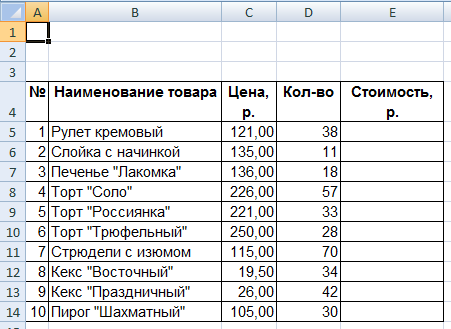 A B C D E
1
2
3
4 № Наименование товара Цена, р. Кол-во Стоимость, р.
5 1 Рулет кремовый 121,00 38
6 2 Слойка с начинкой 135,00 11
7 3 Печенье "Лакомка" 136,00 18
8 4 Торт "Соло" 226,00 57
9 5 Торт "Россиянка" 221,00 33
10 6 Торт "Трюфельный" 250,00 28
11 7 Стрюдели с изюмом 115,00 70
12 8 Кекс "Восточный" 19,50 34
13 9 Кекс "Праздничный" 26,00 42
14 10 Пирог "Шахматный" 105,00 30